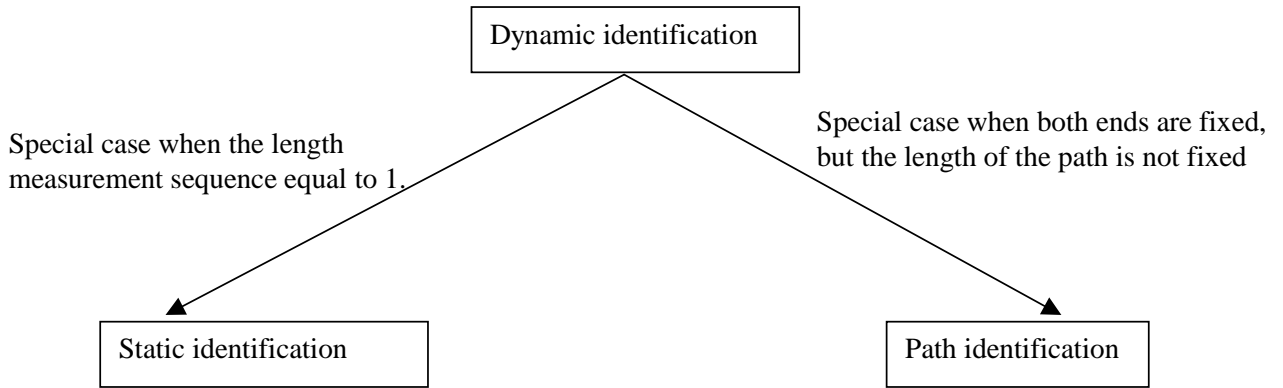 Dynamic identification
Special case when the length
measurement sequence equal to 1.
Special case when both ends are fixed,
but the length of the path is not fixed
Static identification
Path identification